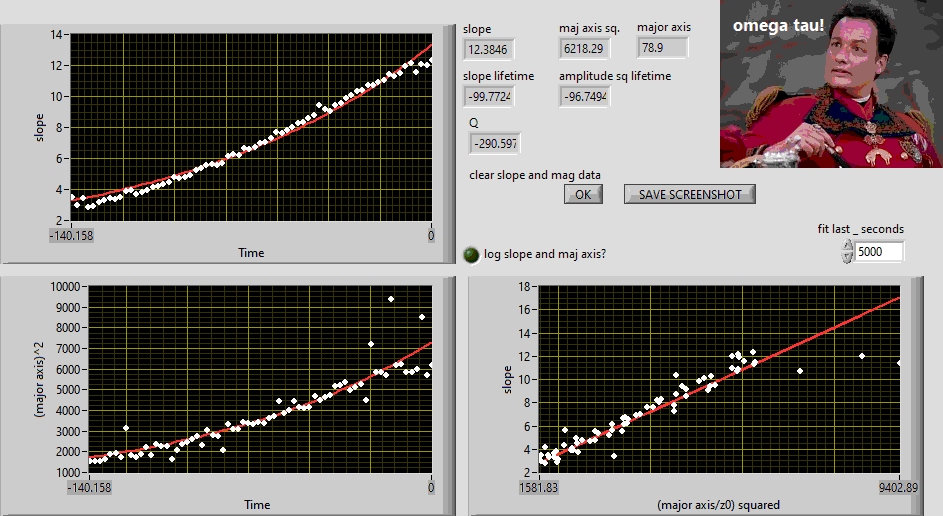 omega tau!
slope
maj axis sq.
major axis
12.3846
6218.29
78.9
slope lifetime
amplitude sq lifetime
-99.7724
-96.7494
Q
-290.597
clear slope and mag data
OK
SAVE SCREENSHOT
fit last _ seconds
5000
log slope and maj axis?
14
12
10
8
6
4
2
slope
-140.158
0
Time
10000
9000
8000
7000
6000
5000
4000
3000
2000
1000
(major axis)^2
-140.158
0
Time
18
16
14
12
10
8
6
4
2
slope
1581.83
9402.89
(major axis/z0) squared